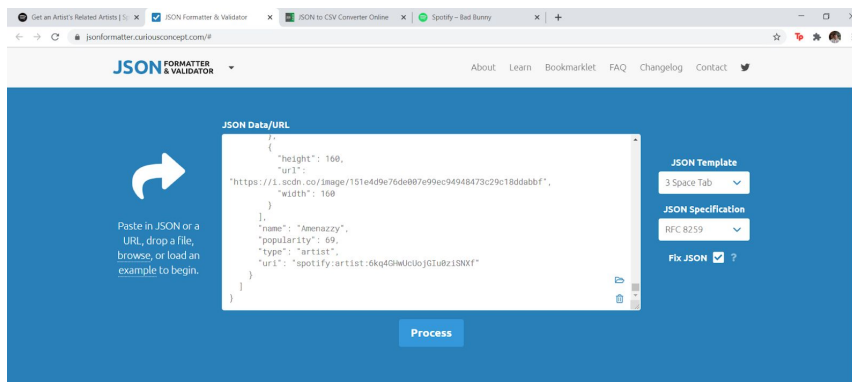 Get an Artist's Related Artists | Sp
JSON Formatter & Validator
JSON to CSV Converter Online
Spotify – Bad Bunny
jsonformatter.curiousconcept.com/#
Tp
JSON FORMATTER & VALIDATOR
About Learn Bookmarklet FAQ Changelog Contact
JSON Data/URL
},
{
"height": 160,
"url":
"https://i.scdn.co/image/151e4d9e76de007e99ec94948473c29c18ddabbf",
"width": 160
}
],
"name": "Amenazzy",
"popularity": 69,
"type": "artist",
"uri": "spotify:artist:6kq4GHwUcUojGIu0ziSNXf"
}
]
}
Paste in JSON or a
URL, drop a file,
browse, or load an
example to begin.
JSON Template
3 Space Tab
JSON Specification
RFC 8259
Fix JSON ?
Process